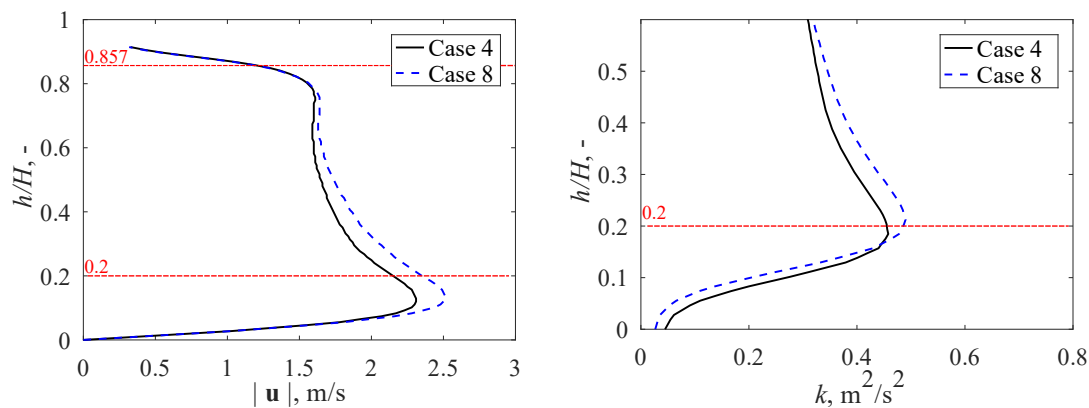 1
0.8
0.6
0.4
0.2
0
h/H, -
0.857
0.2
Case 4
Case 8
0 0.5 1 1.5 2 2.5 3
| u |, m/s
0.5
0.4
0.3
0.2
0.1
0
h/H, -
0.2
Case 4
Case 8
0 0.2 0.4 0.6 0.8
k, m²/s²